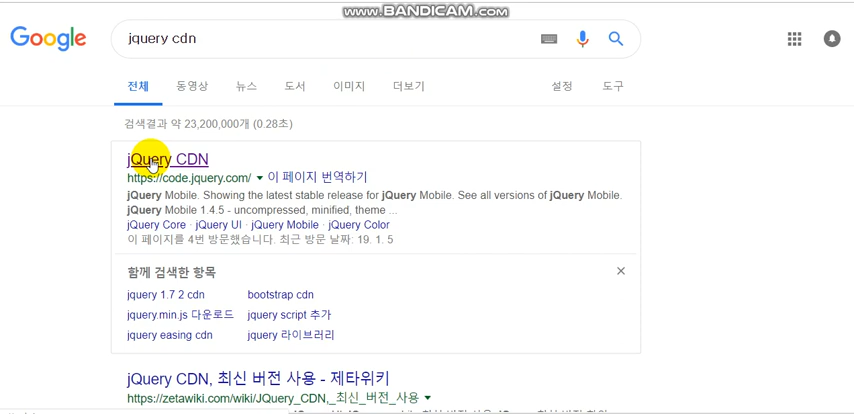 www.BANDICAM.com
Google
jquery cdn
전체 동영상 뉴스 도서 이미지 더보기 설정 도구
검색결과 약 23,200,000개 (0.28초)
jQuery CDN
https://code.jquery.com/ ▼ 이 페이지 번역하기
jQuery Mobile. Showing the latest stable release for jQuery Mobile. See all versions of jQuery Mobile.
jQuery Mobile 1.4.5 - uncompressed, minified, theme ...
jQuery Core · jQuery UI · jQuery Mobile · jQuery Color
이 페이지를 4번 방문했습니다. 최근 방문 날짜: 19. 1. 5
함께 검색한 항목
jquery 1.7 2 cdn bootstrap cdn
jquery.min.js 다운로드 jquery script 추가
jquery easing cdn jquery 라이브러리
jQuery CDN, 최신 버전 사용 - 제타위키
https://zetawiki.com/wiki/JQuery_CDN,_최신_버전_사용 ▼